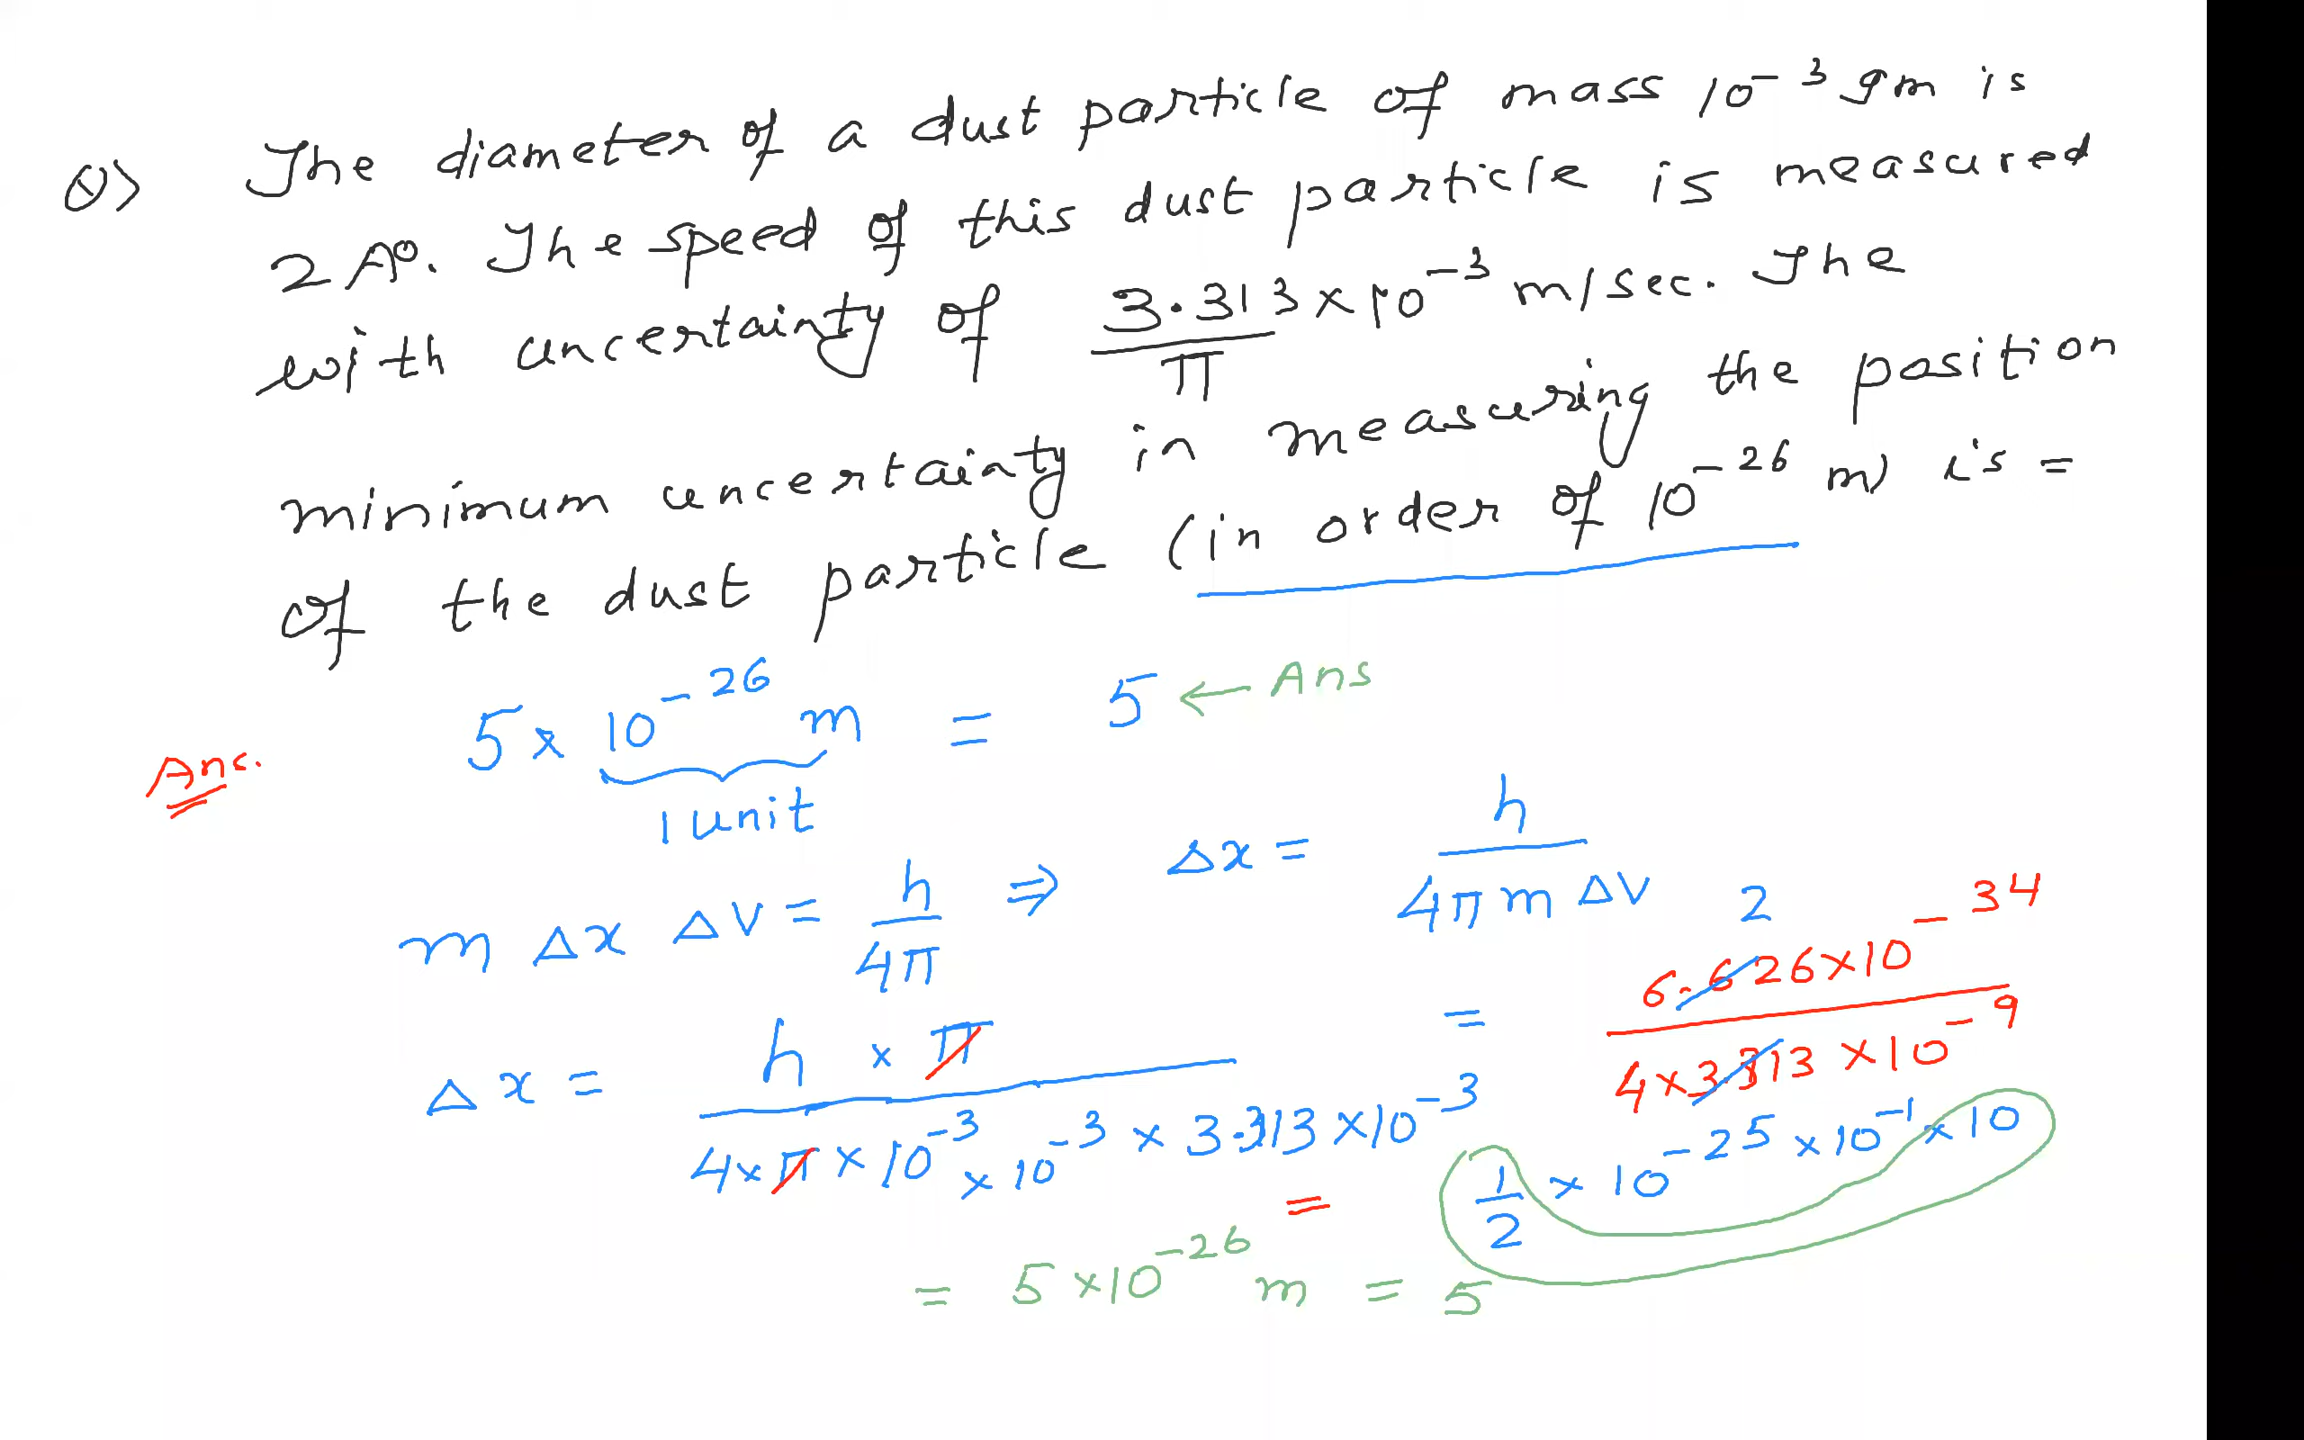 Q> The diameter of a dust particle of mass 10⁻³ gm is
2 A°. The speed of this dust particle is measured
with uncertainty of 3.313×10⁻³/π m/sec. The
minimum uncertainty in measuring the position
of the dust particle (in order of 10⁻²⁶ m) is =
Ans. 5 × 10⁻²⁶ m = 5 ← Ans
1 unit
m Δx ΔV = h/4π ⇒ Δx = h/4π m ΔV
Δx = h × π/4×π×10⁻³×10⁻³×3.313×10⁻³ = 6.626×10⁻³⁴/4×3.313×10⁻⁹ 2
= 1/2 × 10⁻²⁵ × 10⁻¹ × 10
= 5×10⁻²⁶ m = 5